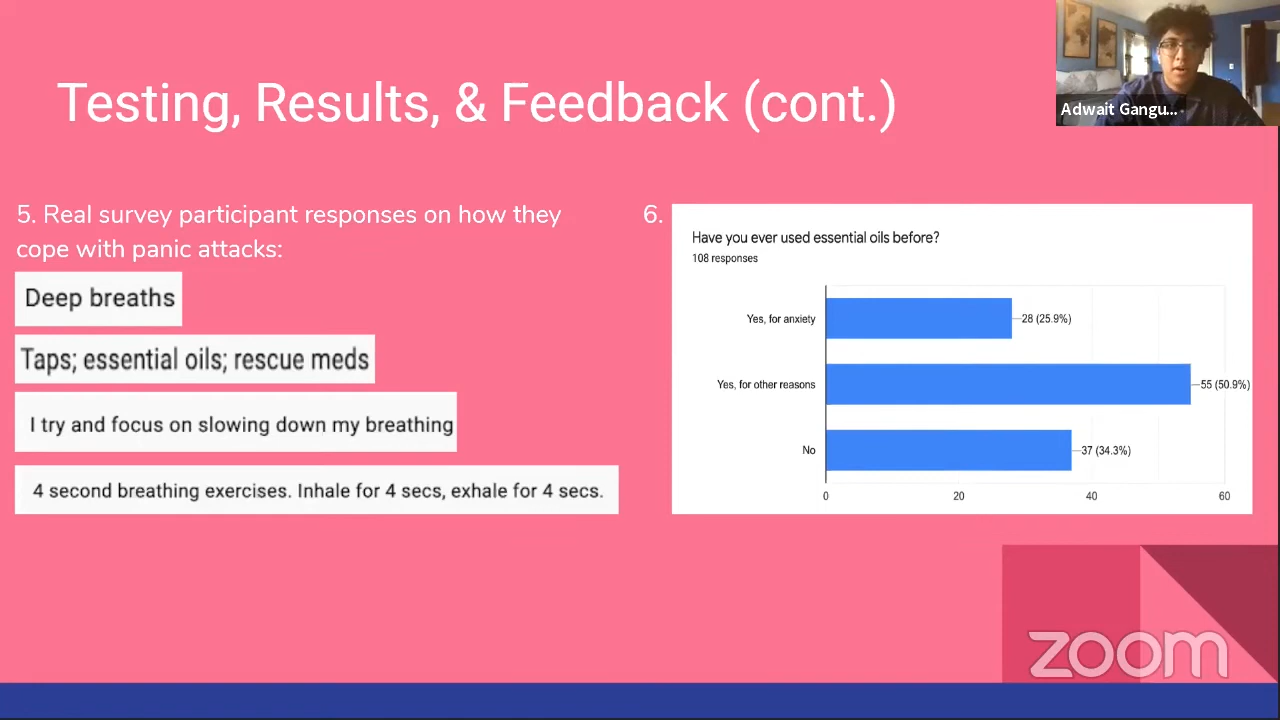 Testing, Results, & Feedback (cont.)
Adwait Gangu...
5. Real survey participant responses on how they
cope with panic attacks:
Deep breaths
Taps; essential oils; rescue meds
I try and focus on slowing down my breathing
4 second breathing exercises. Inhale for 4 secs, exhale for 4 secs.
6.
Have you ever used essential oils before?
108 responses
Yes, for anxiety
28 (25.9%)
Yes, for other reasons
55 (50.9%)
No
37 (34.3%)
0 20 40 60
zoom